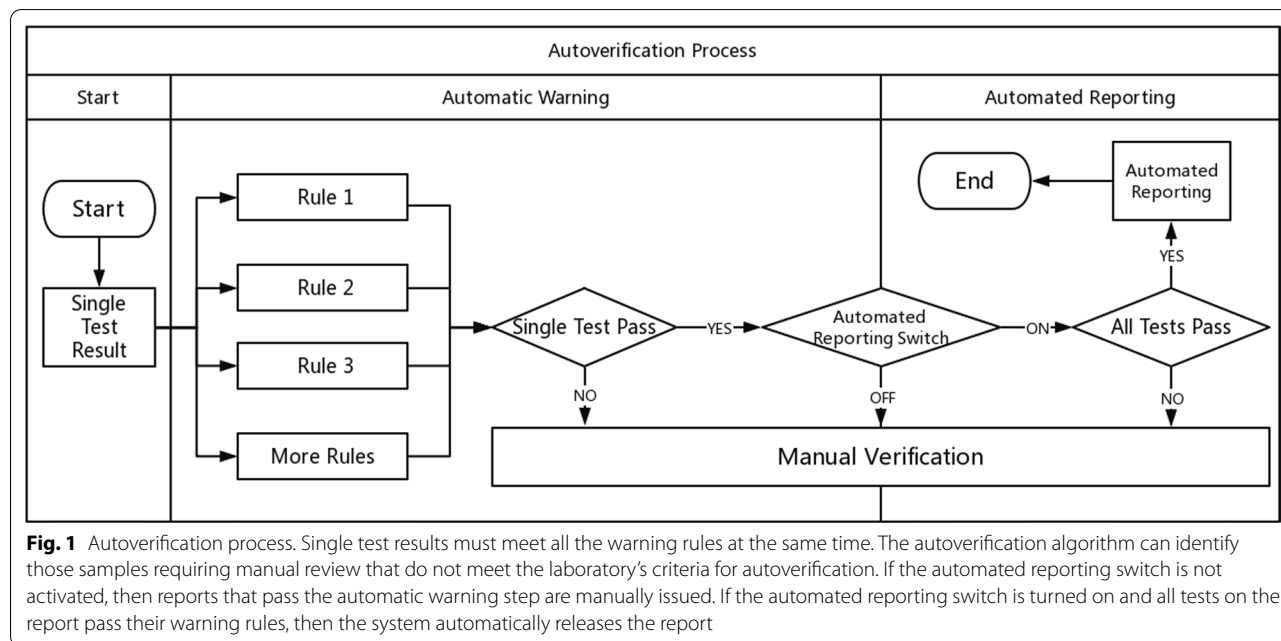 Autoverification Process
Start
Automatic Warning
Automated Reporting
Start
Single
Test
Result
Rule 1
Rule 2
Rule 3
More Rules
Single Test Pass
YES
NO
Automated
Reporting Switch
ON
OFF
All Tests Pass
YES
NO
Automated
Reporting
End
Manual Verification
Fig. 1 Autoverification process. Single test results must meet all the warning rules at the same time. The autoverification algorithm can identify
those samples requiring manual review that do not meet the laboratory’s criteria for autoverification. If the automated reporting switch is not
activated, then reports that pass the automatic warning step are manually issued. If the automated reporting switch is turned on and all tests on the
report pass their warning rules, then the system automatically releases the report